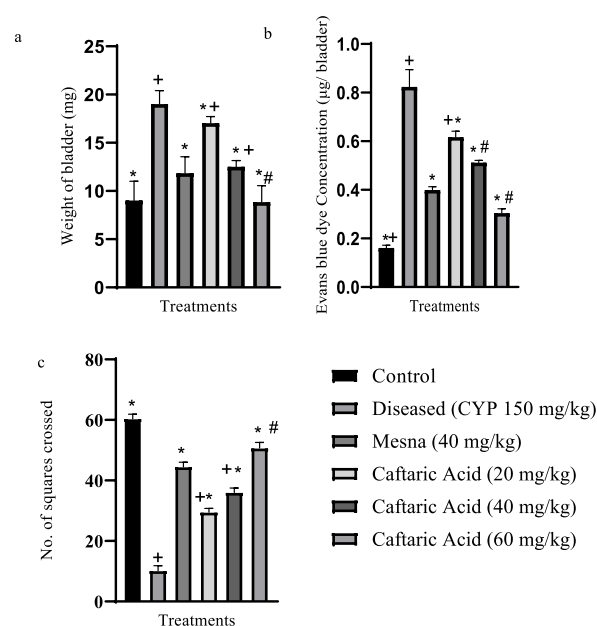 a
25
20
15
10
5
0
Weight of bladder (mg)
*
+
*
*+
*+
*#
Treatments
b
1.0
0.8
0.6
0.4
0.2
0.0
Evans blue dye Concentration (µg/ bladder)
*+
+
*
+*
*#
*#
Treatments
c
80
60
40
20
0
No. of squares crossed
*
+
*
+*
+*
* #
Treatments
Control
Diseased (CYP 150 mg/kg)
Mesna (40 mg/kg)
Caftaric Acid (20 mg/kg)
Caftaric Acid (40 mg/kg)
Caftaric Acid (60 mg/kg)